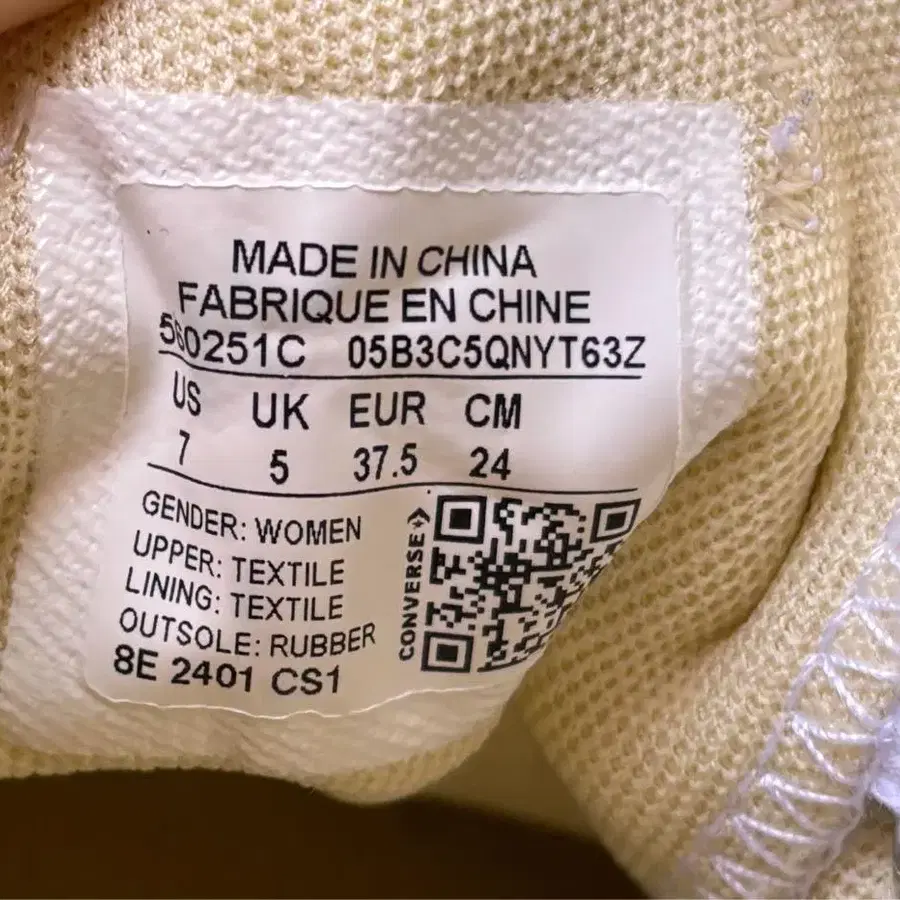 MADE IN CHINA
FABRIQUE EN CHINE
560251C 05B3C5QNYT63Z
US UK EUR CM
7 5 37.5 24
GENDER: WOMEN
UPPER: TEXTILE
LINING: TEXTILE
OUTSOLE: RUBBER
8E 2401 CS1
CONVERSE